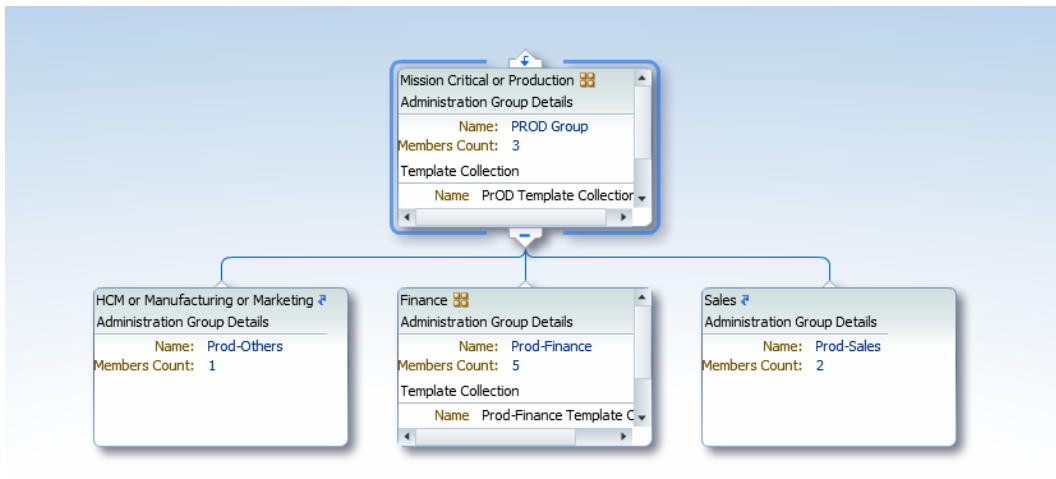 Mission Critical or Production
Administration Group Details
Name: PROD Group
Members Count: 3
Template Collection
Name PrOD Template Collection
HCM or Manufacturing or Marketing
Administration Group Details
Name: Prod-Others
Members Count: 1
Finance
Administration Group Details
Name: Prod-Finance
Members Count: 5
Template Collection
Name Prod-Finance Template C
Sales
Administration Group Details
Name: Prod-Sales
Members Count: 2